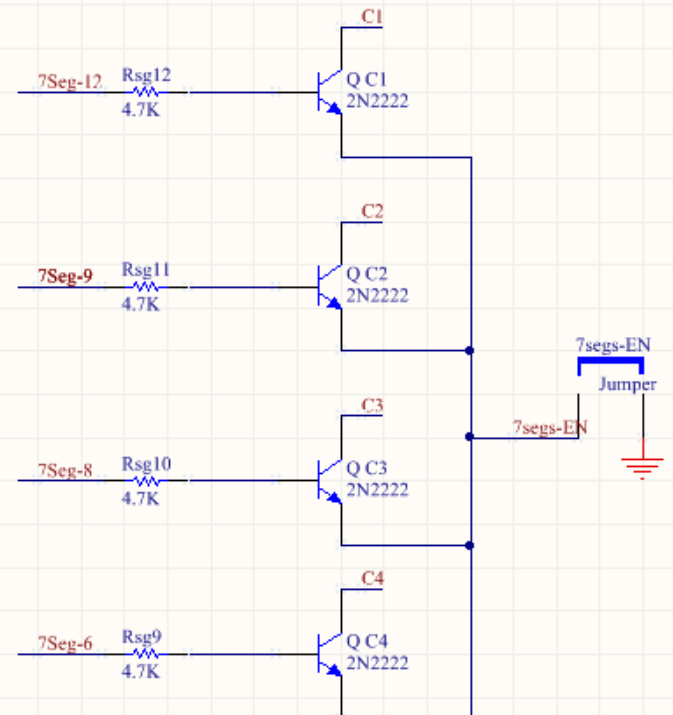 C1
7Seg-12
Rsg12
4.7K
Q C1
2N2222
C2
7Seg-9
Rsg11
4.7K
Q C2
2N2222
7segs-EN
Jumper
7segs-EN
C3
7Seg-8
Rsg10
4.7K
Q C3
2N2222
C4
7Seg-6
Rsg9
4.7K
Q C4
2N2222